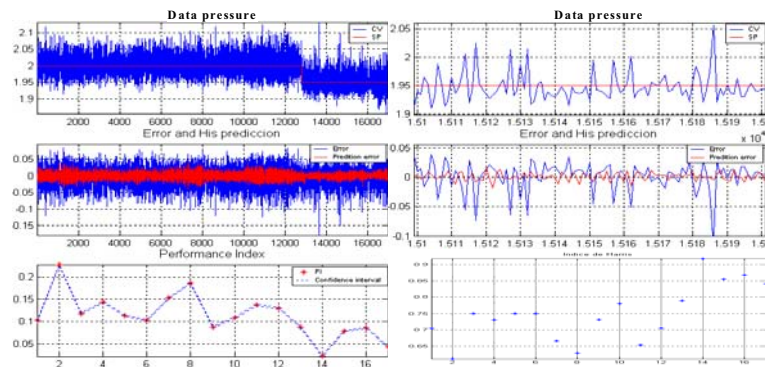 Data pressure
2.1
2.05
2
1.95
1.9
CV
SP
2000 4000 6000 8000 10000 12000 14000 16000
Error and His prediccion
0.05
0
-0.05
-0.1
-0.15
Error
Predition error
2000 4000 6000 8000 10000 12000 14000 16000
Performance Index
0.2
0.15
0.1
0.05
PI
Confidence interval
2 4 6 8 10 12 14 16
Data pressure
2.05
2
1.95
1.9
CV
SP
1.51 1.511 1.512 1.513 1.514 1.515 1.516 1.517 1.518 1.519 1.5
Error and His prediccion
x 10
0.05
0
-0.05
-0.1
Error
Predition error
1.51 1.511 1.512 1.513 1.514 1.515 1.516 1.517 1.518 1.519 1.5
Indice de Harris
0.9
0.85
0.8
0.75
0.7
0.65
2 4 6 8 10 12 14 16